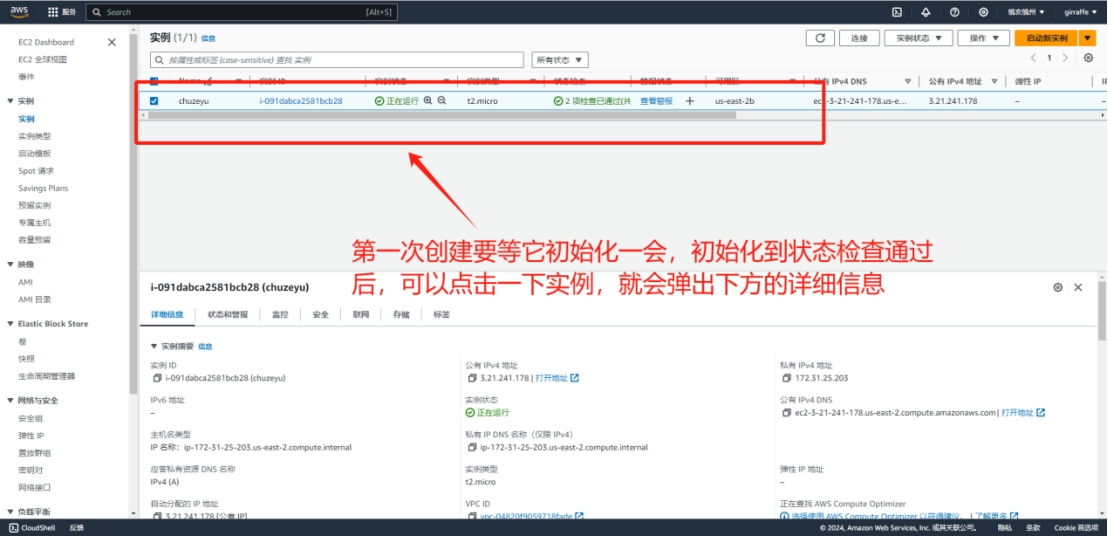 aws
服务
Search
[Alt+S]
俄亥俄州
girraffe
EC2 Dashboard
EC2 全球视图
事件
实例
实例
实例类型
启动模板
Spot 请求
Savings Plans
预留实例
专属主机
容量预留
映像
AMI
AMI 目录
Elastic Block Store
卷
快照
生命周期管理器
网络与安全
安全组
弹性 IP
置放群组
密钥对
网络接口
负载平衡
实例 (1/1) 信息
连接
实例状态
操作
启动新实例
按属性或标签 (case-sensitive) 查找 实例
所有状态
1
Name
实例 ID
实例状态
实例类型
状态检查
警报状态
可用区
公有 IPv4 DNS
公有 IPv4 地址
弹性 IP
chuzeyu
i-091dabca2581bcb28
正在运行
t2.micro
2 项检查已通过(共
查看警报
us-east-2b
ec2-3-21-241-178.us-e...
3.21.241.178
–
–
第一次创建要等它初始化一会，初始化到状态检查通过
后，可以点击一下实例，就会弹出下方的详细信息
i-091dabca2581bcb28 (chuzeyu)
详细信息
状态和警报
监控
安全
联网
存储
标签
实例摘要 信息
实例 ID
i-091dabca2581bcb28 (chuzeyu)
公有 IPv4 地址
3.21.241.178 | 打开地址
私有 IPv4 地址
172.31.25.203
IPv6 地址
–
实例状态
正在运行
公有 IPv4 DNS
ec2-3-21-241-178.us-east-2.compute.amazonaws.com | 打开地址
主机名类型
IP 名称: ip-172-31-25-203.us-east-2.compute.internal
私有 IP DNS 名称（仅限 IPv4）
ip-172-31-25-203.us-east-2.compute.internal
应答私有资源 DNS 名称
IPv4 (A)
实例类型
t2.micro
弹性 IP 地址
–
自动分配的 IP 地址
3.21.241.178 [公有 IP]
VPC ID
vpc-04820f9059718fade
正在查找 AWS Compute Optimizer
选择使用 AWS Compute Optimizer 以获得建议。 | 了解更多
CloudShell
反馈
© 2024, Amazon Web Services, Inc. 或其关联公司。
隐私
条款
Cookie 首选项